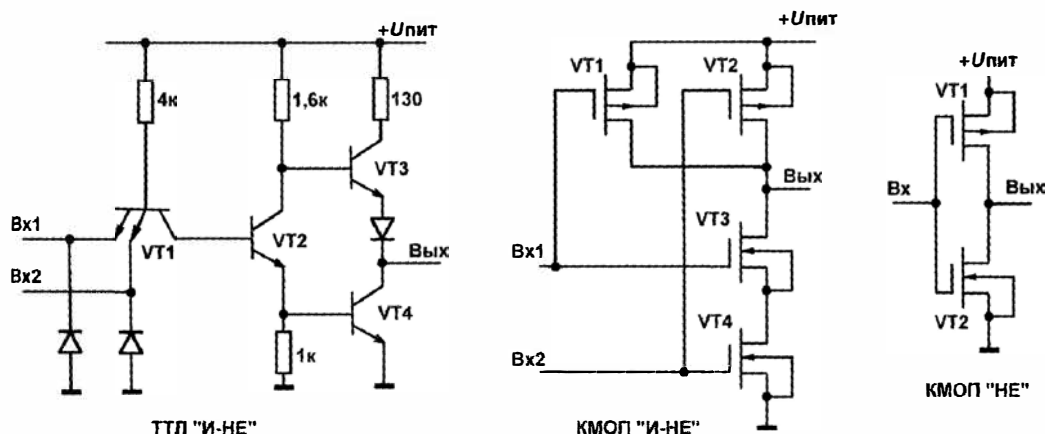 +Uпит
4к
1,6к
130
VT3
Вх1
VT1
VT2
Вых
Вх2
VT4
1к
ТТЛ "И-НЕ"
+Uпит
VT1
VT2
Вых
VT3
Вх1
VT4
Вх2
КМОП "И-НЕ"
+Uпит
VT1
Вх
Вых
VT2
КМОП "НЕ"